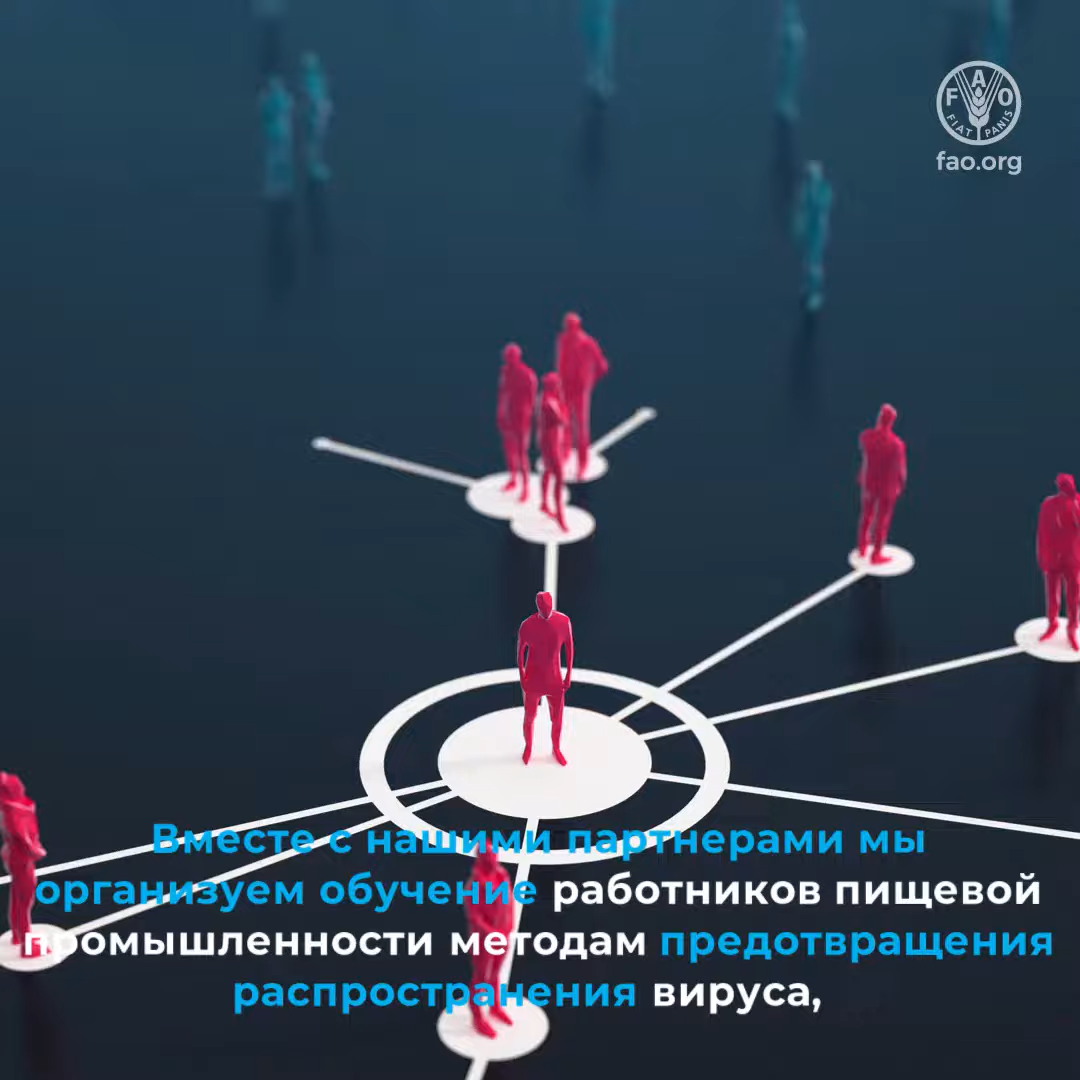 FAO
FIAT PANIS
fao.org
Вместе с нашими партнерами мы
организуем обучение работников пищевой
промышленности методам предотвращения
распространения вируса,